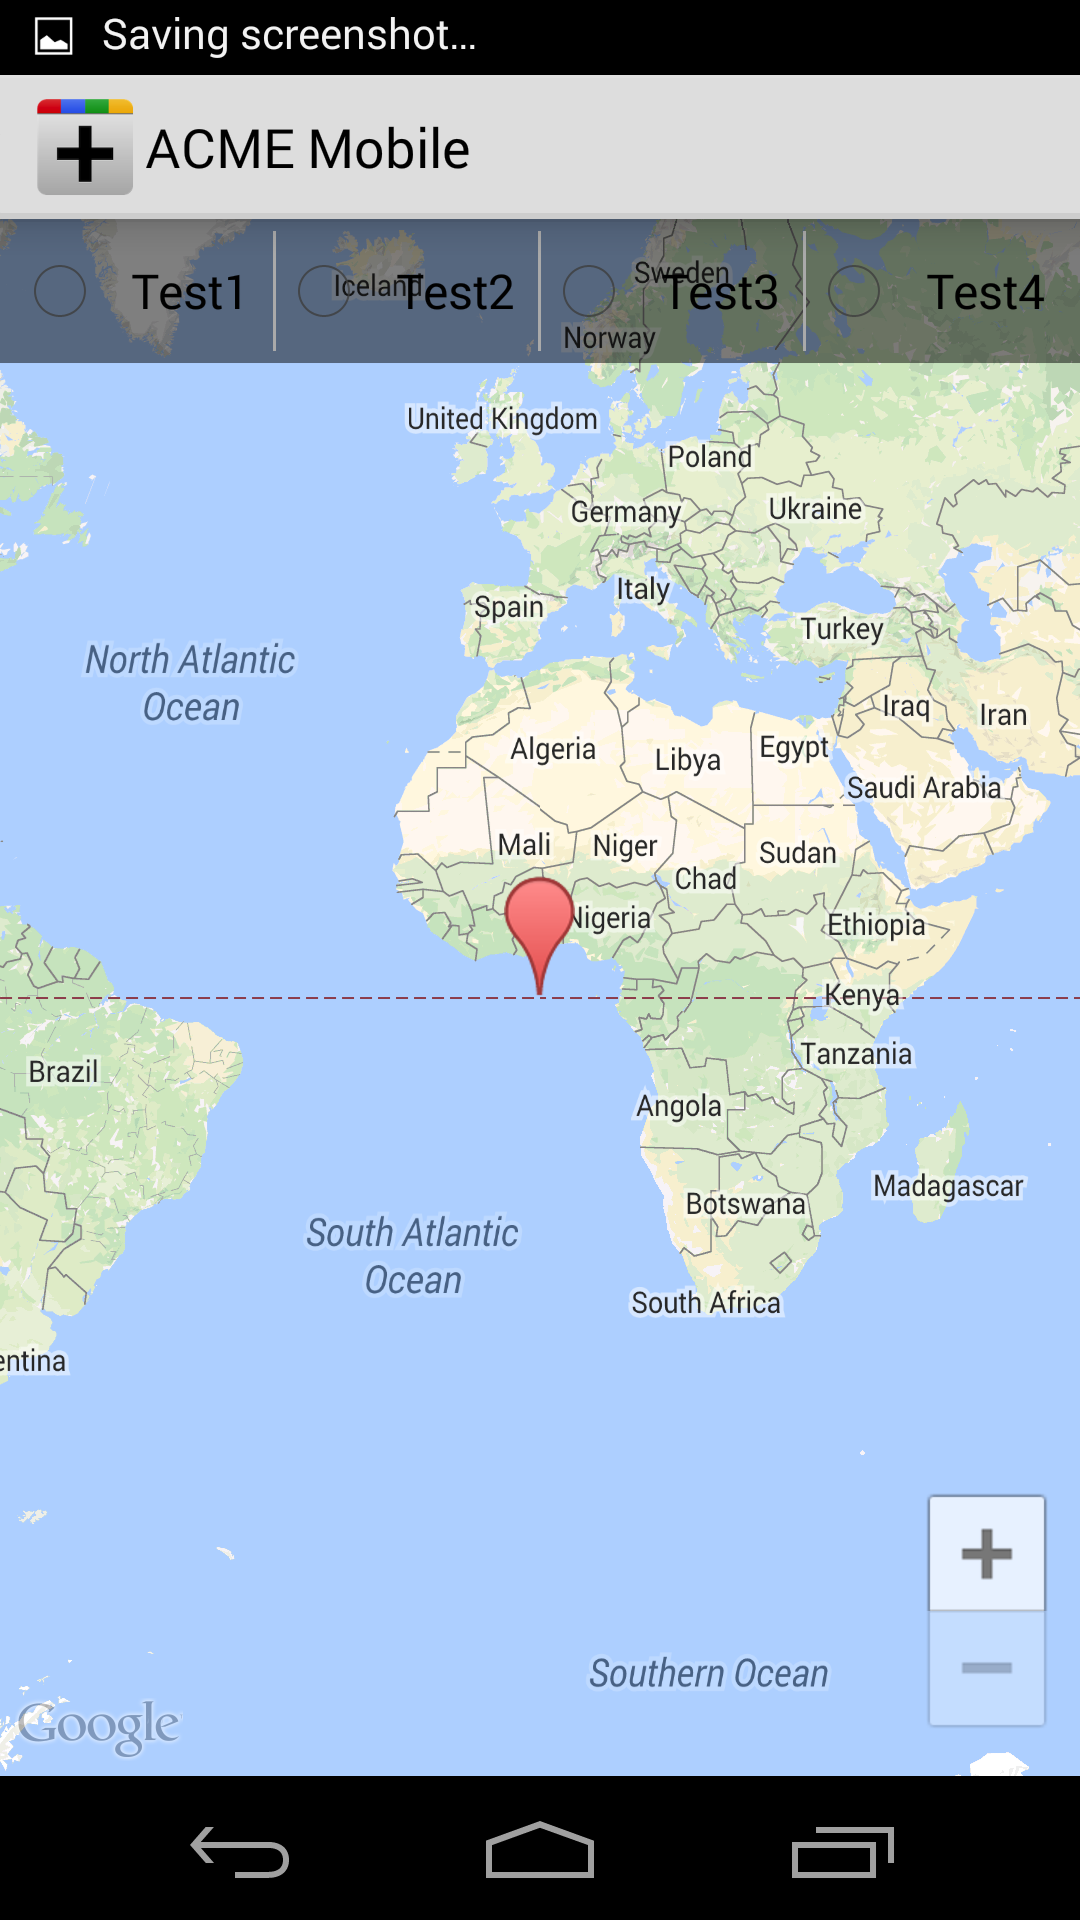 Saving screenshot...
ACME Mobile
Test1
Test2
Test3
Test4
Iceland
Sweden
Norway
United Kingdom
Poland
Germany
Ukraine
Italy
Spain
Turkey
North Atlantic
Ocean
Iraq
Iran
Algeria
Libya
Egypt
Saudi Arabia
Mali
Niger
Sudan
Chad
Nigeria
Ethiopia
Kenya
Brazil
Tanzania
Angola
Madagascar
Botswana
South Atlantic
Ocean
South Africa
entina
Southern Ocean
Google